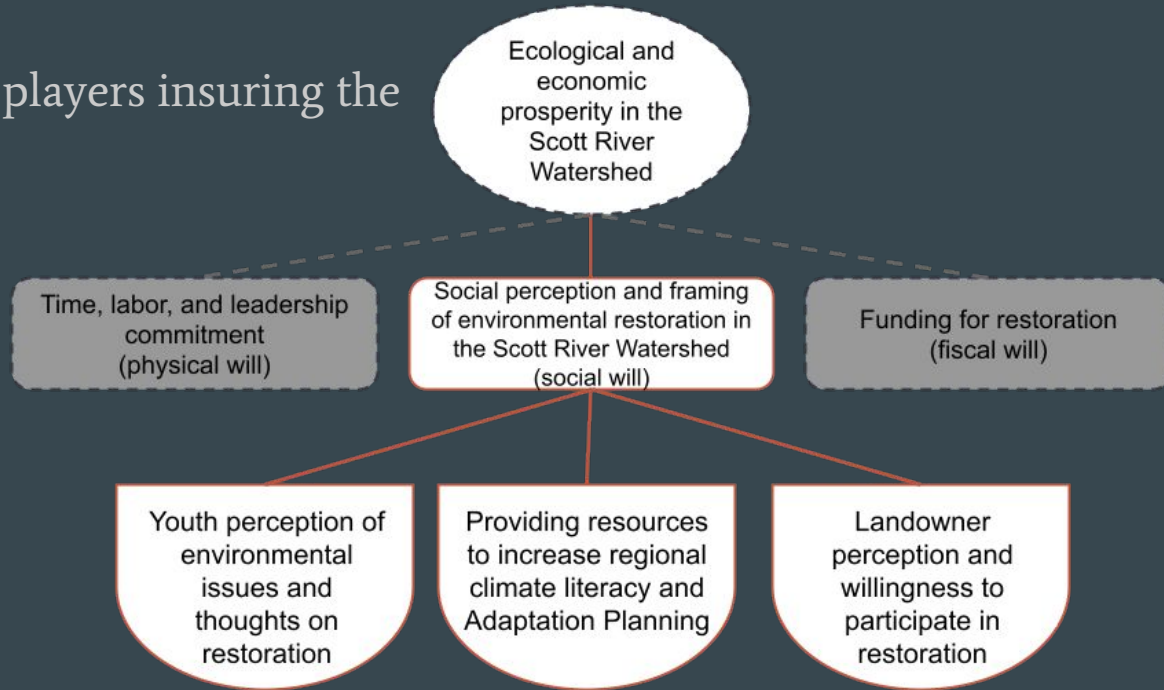 players insuring the
Ecological and
economic
prosperity in the
Scott River
Watershed
Time, labor, and leadership
commitment
(physical will)
Social perception and framing
of environmental restoration in
the Scott River Watershed
(social will)
Funding for restoration
(fiscal will)
Youth perception of
environmental
issues and
thoughts on
restoration
Providing resources
to increase regional
climate literacy and
Adaptation Planning
Landowner
perception and
willingness to
participate in
restoration